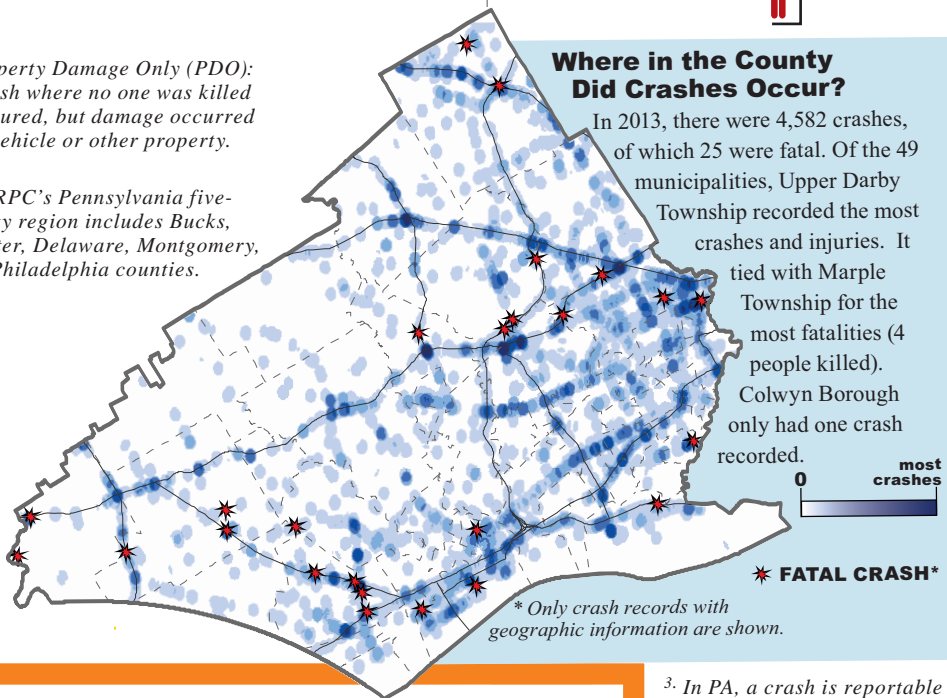 perty Damage Only (PDO):
sh where no one was killed
ured, but damage occurred
ehicle or other property.
RPC's Pennsylvania five-
y region includes Bucks,
ter, Delaware, Montgomery,
Philadelphia counties.
Where in the County
Did Crashes Occur?
In 2013, there were 4,582 crashes,
of which 25 were fatal. Of the 49
municipalities, Upper Darby
Township recorded the most
crashes and injuries. It
tied with Marple
Township for the
most fatalities (4
people killed).
Colwyn Borough
only had one crash
recorded.
0
most
crashes
FATAL CRASH*
* Only crash records with
geographic information are shown.
3. In PA, a crash is reportable